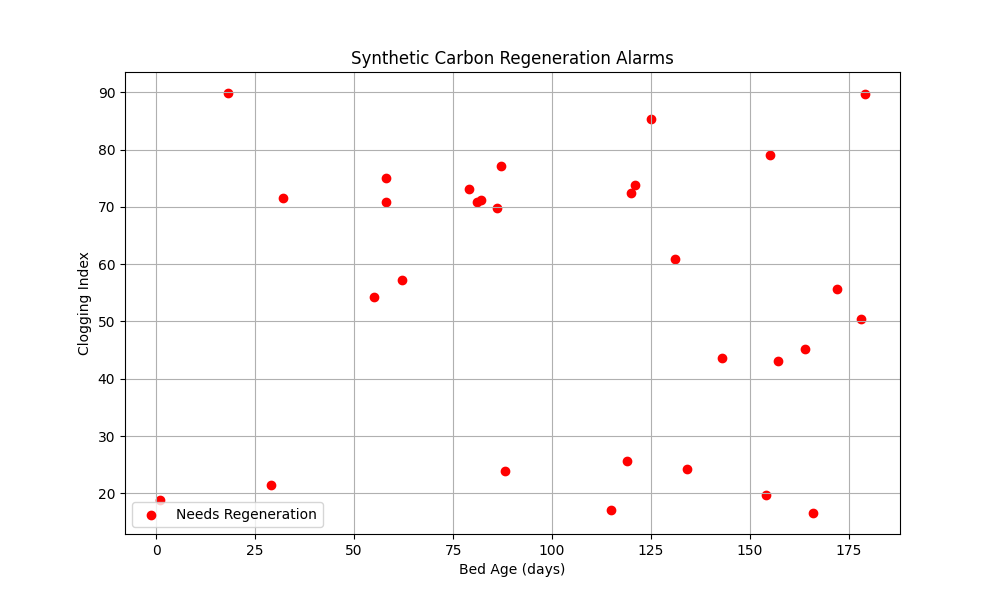 Synthetic Carbon Regeneration Alarms
90
80
70
60
50
40
30
20
Clogging Index
Needs Regeneration
0 25 50 75 100 125 150 175
Bed Age (days)